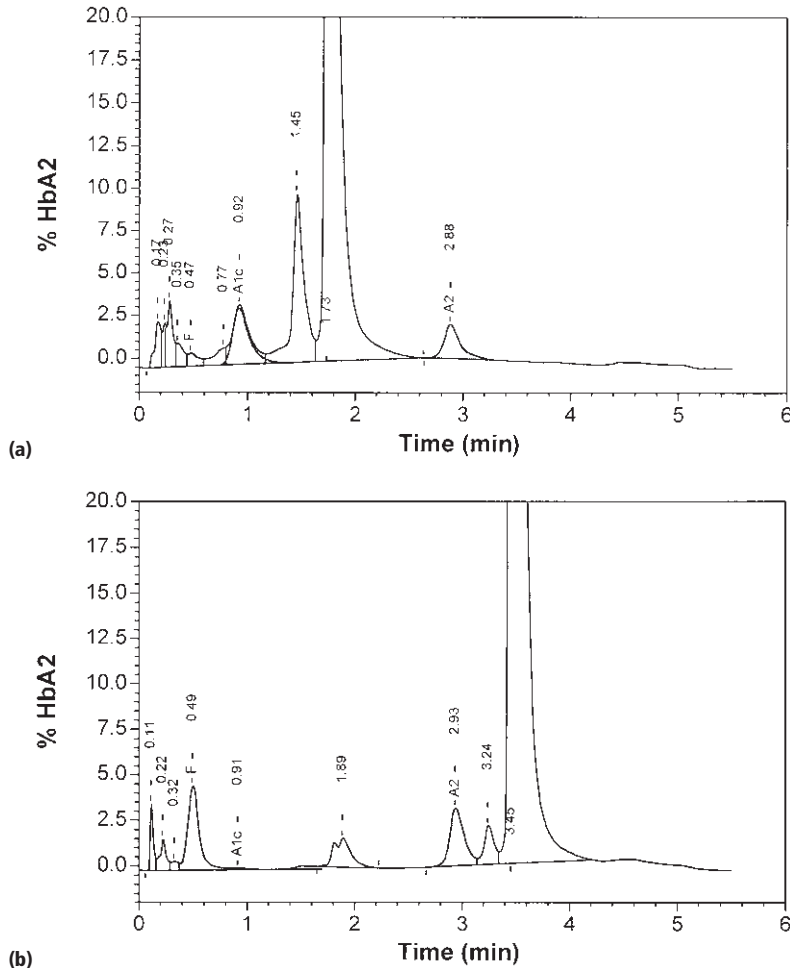 20.0
17.5
15.0
12.5
10.0
7.5
5.0
2.5
0.0
% HbA2
0.17
0.23
0 27
0.35
0 47
F
0.77
0.92
A1c
1.45
1.73
2 88
A2
0 1 2 3 4 5 6
Time (min)
(a)
20.0
17.5
15.0
12.5
10.0
7.5
5.0
2.5
0.0
% HbA2
0.11
0.22
0.32
0 49
F
0.91
A1c
1.89
2.93
A2
3.24
3.45
0 1 2 3 4 5 6
Time (min)
(b)